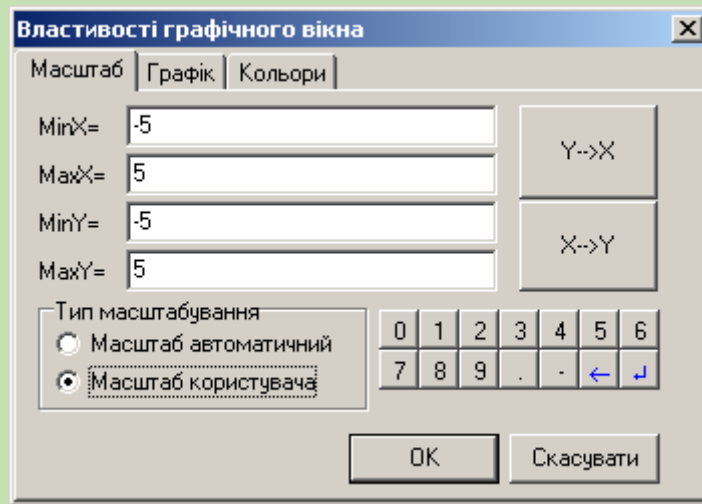 Властивості графічного вікна
Масштаб Графік Кольори
MinX= -5
MaxX= 5
MinY= -5
MaxY= 5
Y-->X
X-->Y
Тип масштабування
Масштаб автоматичний
Масштаб користувача
0 1 2 3 4 5 6
7 8 9 . - ← ↵
OK Скасувати